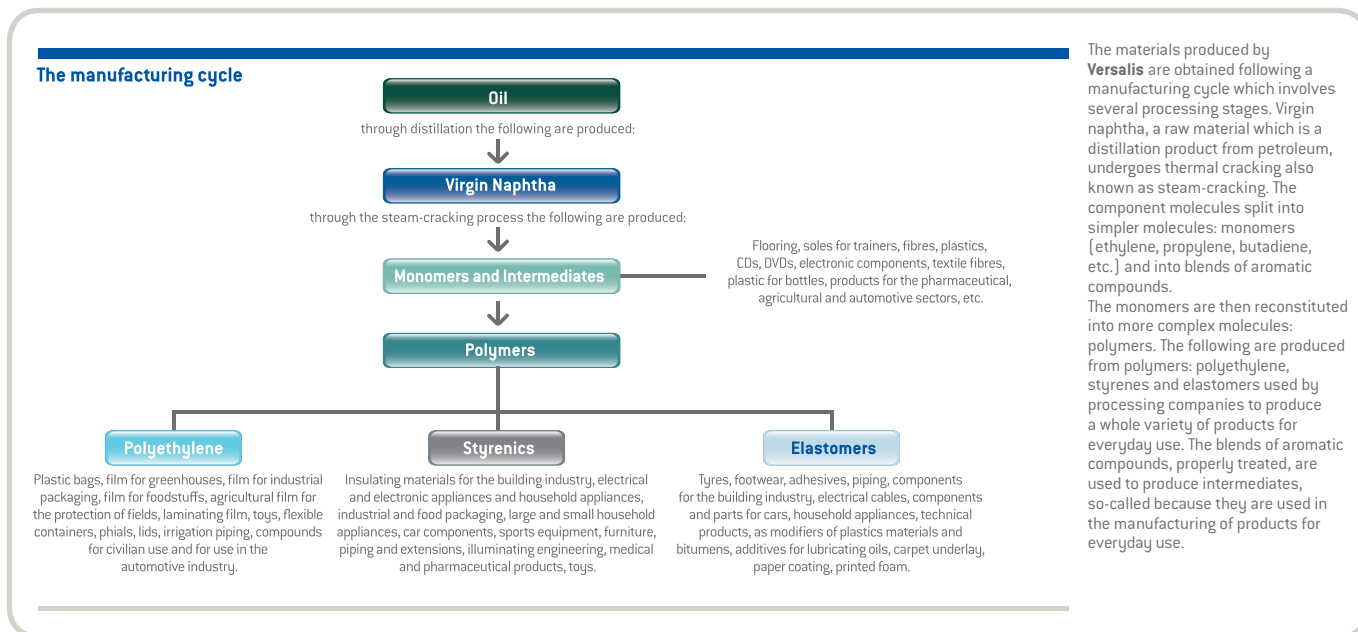 The manufacturing cycle
Oil
through distillation the following are produced:
Virgin Naphtha
through the steam-cracking process the following are produced:
Monomers and Intermediates
Flooring, soles for trainers, fibres, plastics,
CDs, DVDs, electronic components, textile fibres,
plastic for bottles, products for the pharmaceutical,
agricultural and automotive sectors, etc.
Polymers
Polyethylene
Plastic bags, film for greenhouses, film for industrial
packaging, film for foodstuffs, agricultural film for
the protection of fields, laminating film, toys, flexible
containers, phials, lids, irrigation piping, compounds
for civilian use and for use in the
automotive industry.
Styrenics
Insulating materials for the building industry, electrical
and electronic appliances and household appliances,
industrial and food packaging, large and small household
appliances, car components, sports equipment, furniture,
piping and extensions, illuminating engineering, medical
and pharmaceutical products, toys.
Elastomers
Tyres, footwear, adhesives, piping, components
for the building industry, electrical cables, components
and parts for cars, household appliances, technical
products, as modifiers of plastics materials and
bitumens, additives for lubricating oils, carpet underlay,
paper coating, printed foam.
The materials produced by
Versalis are obtained following a
manufacturing cycle which involves
several processing stages. Virgin
naphtha, a raw material which is a
distillation product from petroleum,
undergoes thermal cracking also
known as steam-cracking. The
component molecules split into
simpler molecules: monomers
(ethylene, propylene, butadiene,
etc.) and into blends of aromatic
compounds.
The monomers are then reconstituted
into more complex molecules:
polymers. The following are produced
from polymers: polyethylene,
styrenes and elastomers used by
processing companies to produce
a whole variety of products for
everyday use. The blends of aromatic
compounds, properly treated, are
used to produce intermediates,
so-called because they are used in
the manufacturing of products for
everyday use.